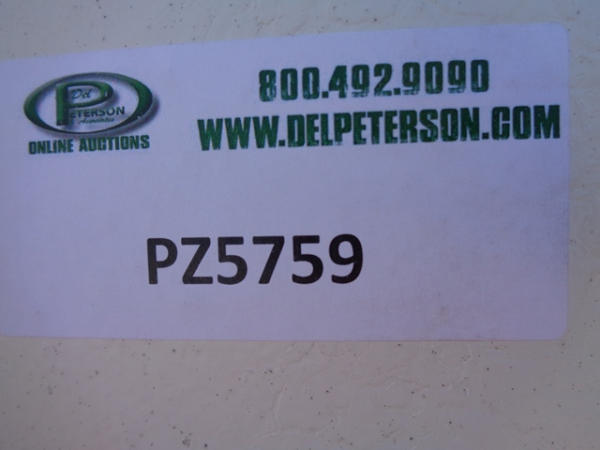 Del
PETERSON
Associates
ONLINE AUCTIONS
800.492.9090
WWW.DELPETERSON.COM
PZ5759